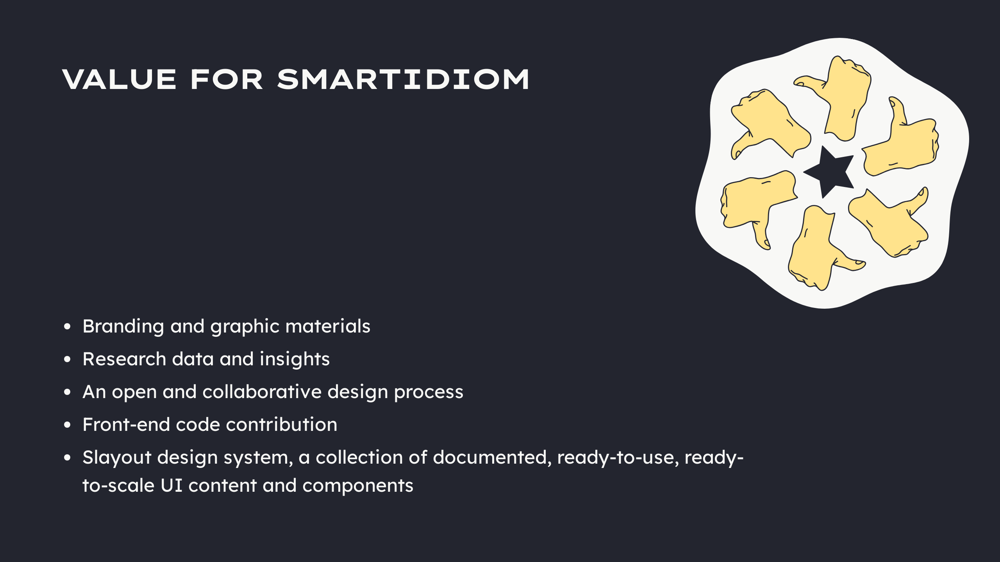 VALUE FOR SMARTIDIOM
• Branding and graphic materials
• Research data and insights
• An open and collaborative design process
• Front-end code contribution
• Slayout design system, a collection of documented, ready-to-use, ready-
to-scale UI content and components